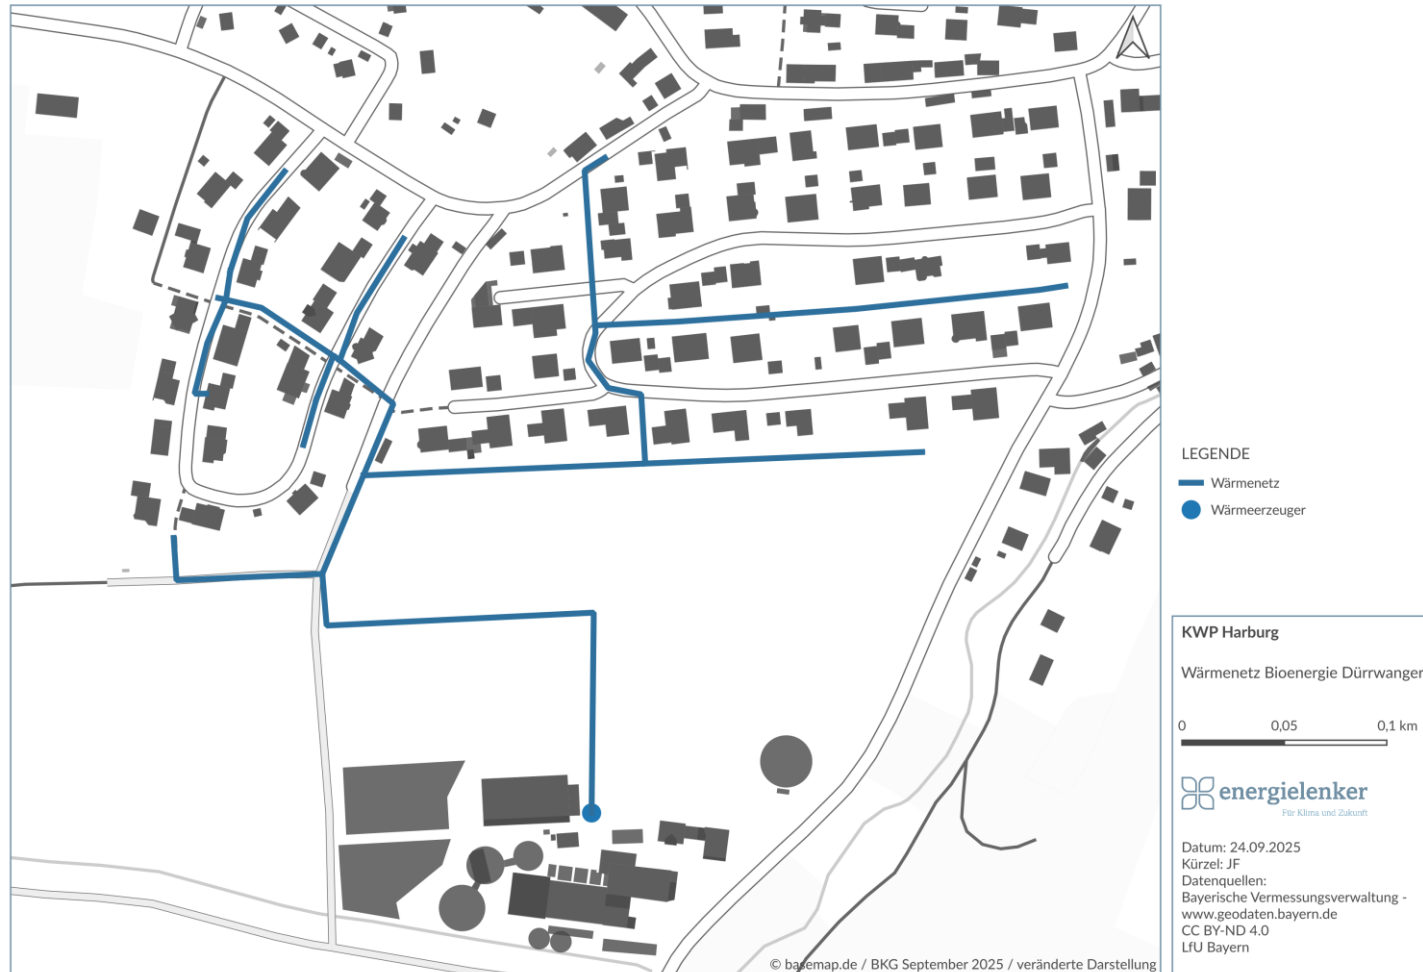 LEGENDE
Wärmenetz
Wärmeerzeuger
KWP Harburg
Wärmenetz Bioenergie Dürrwanger
0 0,05 0,1 km
energielenker
Für Klima und Zukunft
Datum: 24.09.2025
Kürzel: JF
Datenquellen:
Bayerische Vermessungsverwaltung -
www.geodaten.bayern.de
CC BY-ND 4.0
LfU Bayern
© basemap.de / BKG September 2025 / veränderte Darstellung